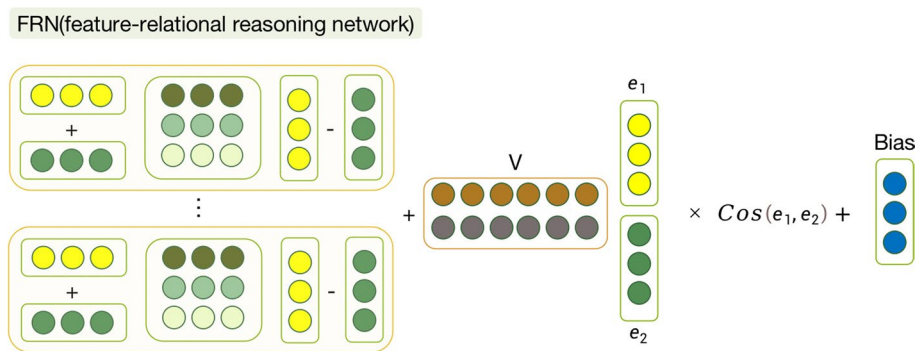 FRN(feature-relational reasoning network)
+
-
⋮
+
-
+
V
e1
e2
× Cos(e1,e2) +
Bias